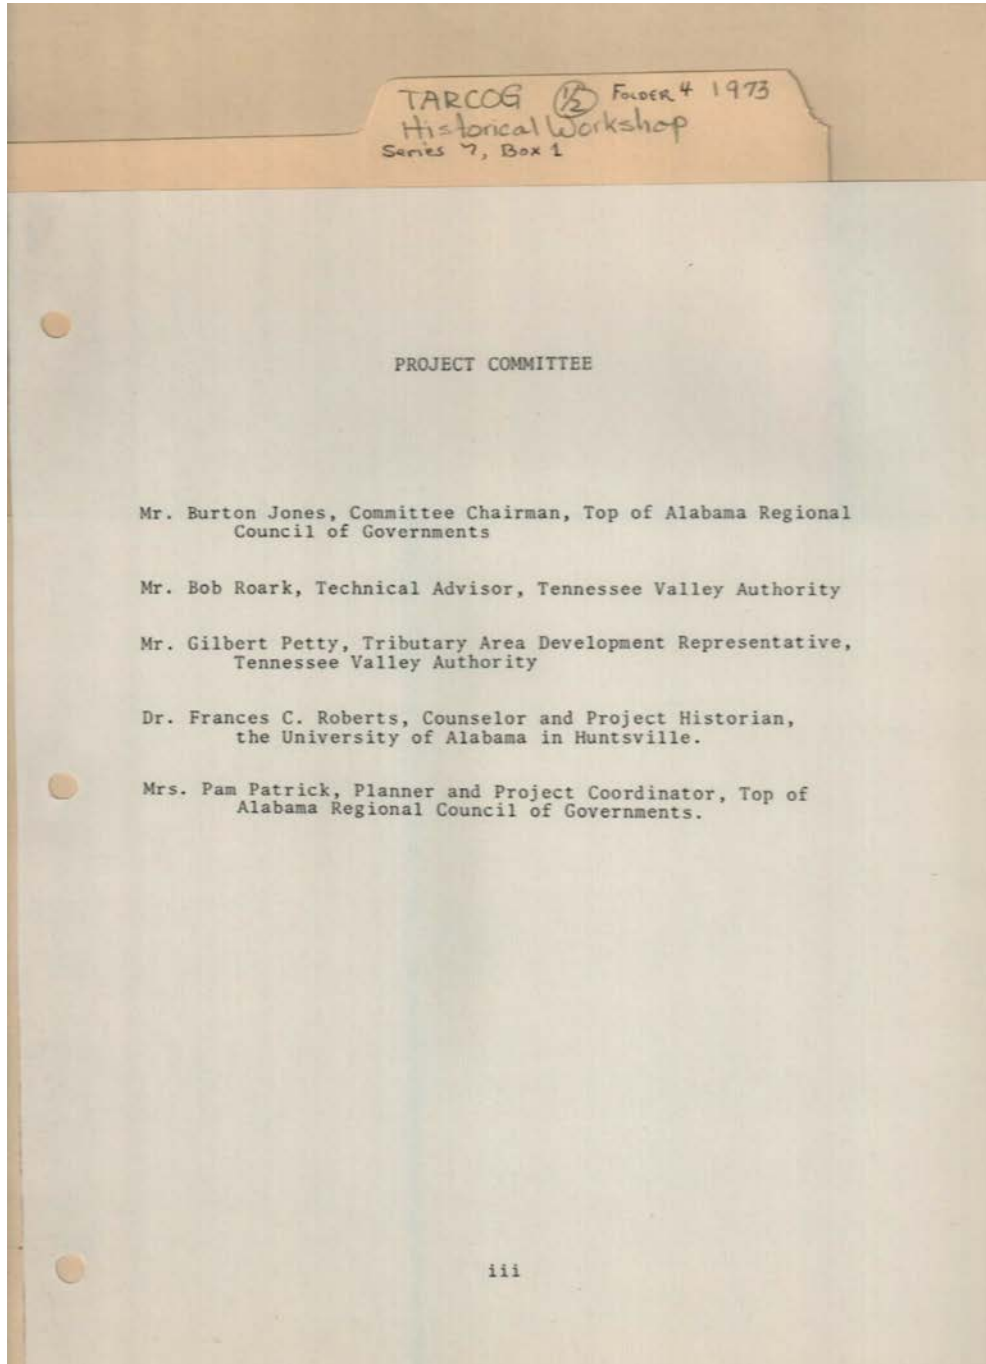 TARCOG 1/2 FOLDER 4 1973
Historical Workshop
Series 7, Box 1
PROJECT COMMITTEE
Mr. Burton Jones, Committee Chairman, Top of Alabama Regional
Council of Governments
Mr. Bob Roark, Technical Advisor, Tennessee Valley Authority
Mr. Gilbert Petty, Tributary Area Development Representative,
Tennessee Valley Authority
Dr. Frances C. Roberts, Counselor and Project Historian,
the University of Alabama in Huntsville.
Mrs. Pam Patrick, Planner and Project Coordinator, Top of
Alabama Regional Council of Governments.
iii